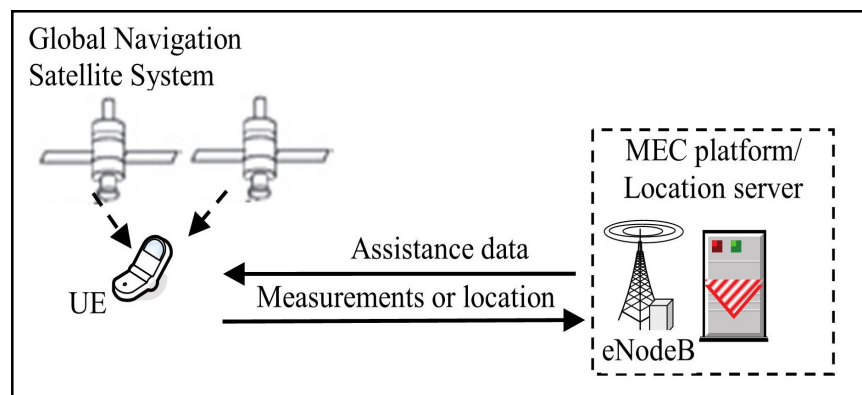 Global Navigation
Satellite System
MEC platform/
Location server
Assistance data
UE
Measurements or location
eNodeB